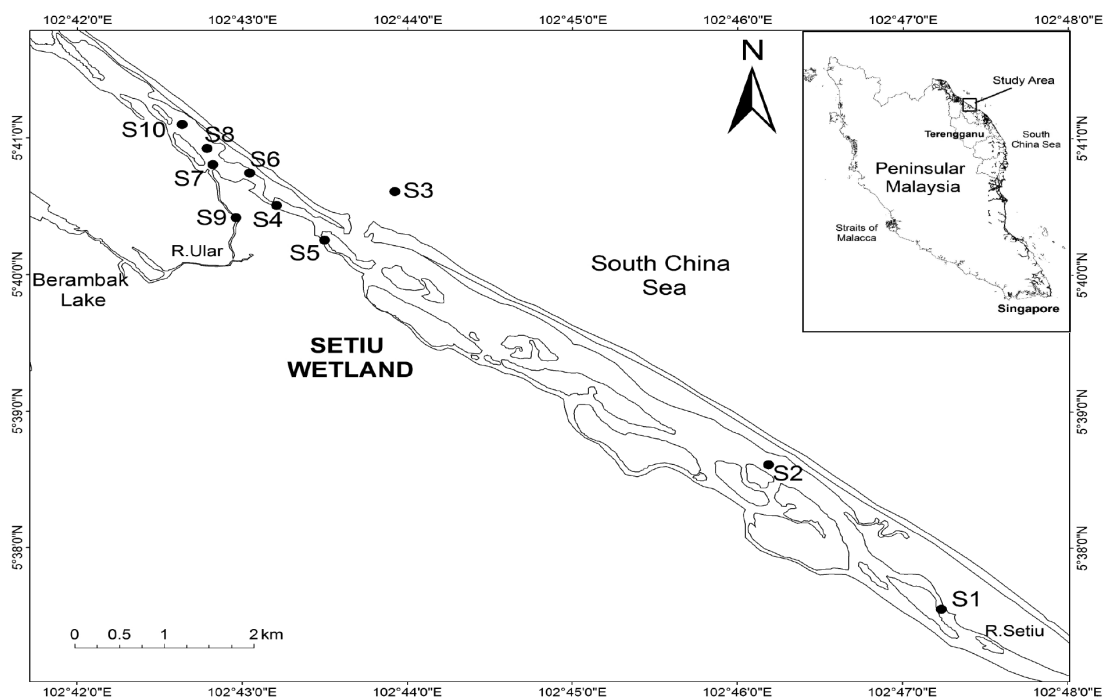 102°42'0"E 102°43'0"E 102°44'0"E 102°45'0"E 102°46'0"E 102°47'0"E 102°48'0"E
N
Study Area
Terengganu
South
China Sea
Peninsular
Malaysia
Straits of
Malacca
Singapore
5°41'0"N
5°41'0"N
S10
S8
S7
S6
S3
S9
S4
S5
R.Ular
Berambak
Lake
South China
Sea
5°40'0"N
5°40'0"N
SETIU
WETLAND
5°39'0"N
5°39'0"N
S2
5°38'0"N
5°38'0"N
S1
R.Setiu
0 0.5 1 2 km
102°42'0"E 102°43'0"E 102°44'0"E 102°45'0"E 102°46'0"E 102°47'0"E 102°48'0"E